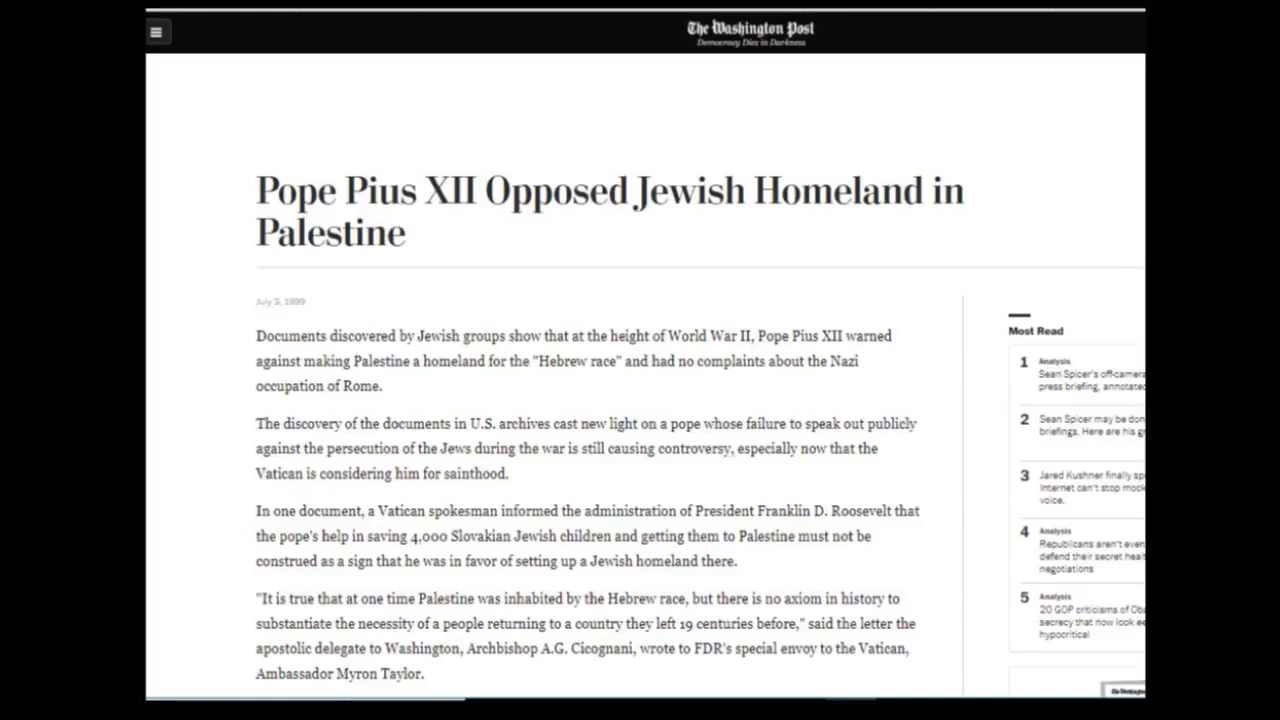 The Washington Post
Democracy Dies in Darkness
Pope Pius XII Opposed Jewish Homeland in
Palestine
July 3, 1999
Documents discovered by Jewish groups show that at the height of World War II, Pope Pius XII warned
against making Palestine a homeland for the "Hebrew race" and had no complaints about the Nazi
occupation of Rome.
The discovery of the documents in U.S. archives cast new light on a pope whose failure to speak out publicly
against the persecution of the Jews during the war is still causing controversy, especially now that the
Vatican is considering him for sainthood.
In one document, a Vatican spokesman informed the administration of President Franklin D. Roosevelt that
the pope's help in saving 4,000 Slovakian Jewish children and getting them to Palestine must not be
construed as a sign that he was in favor of setting up a Jewish homeland there.
"It is true that at one time Palestine was inhabited by the Hebrew race, but there is no axiom in history to
substantiate the necessity of a people returning to a country they left 19 centuries before," said the letter the
apostolic delegate to Washington, Archbishop A.G. Cicognani, wrote to FDR's special envoy to the Vatican,
Ambassador Myron Taylor.
Most Read
1 Analysis
Sean Spicer's off-camera
press briefing, annotated
2 Sean Spicer may be don
briefings. Here are his g
3 Jared Kushner finally sp
Internet can't stop mock
voice.
4 Analysis
Republicans aren't even
defend their secret heal
negotiations
5 Analysis
20 GOP criticisms of Ob
secrecy that now look e
hypocritical